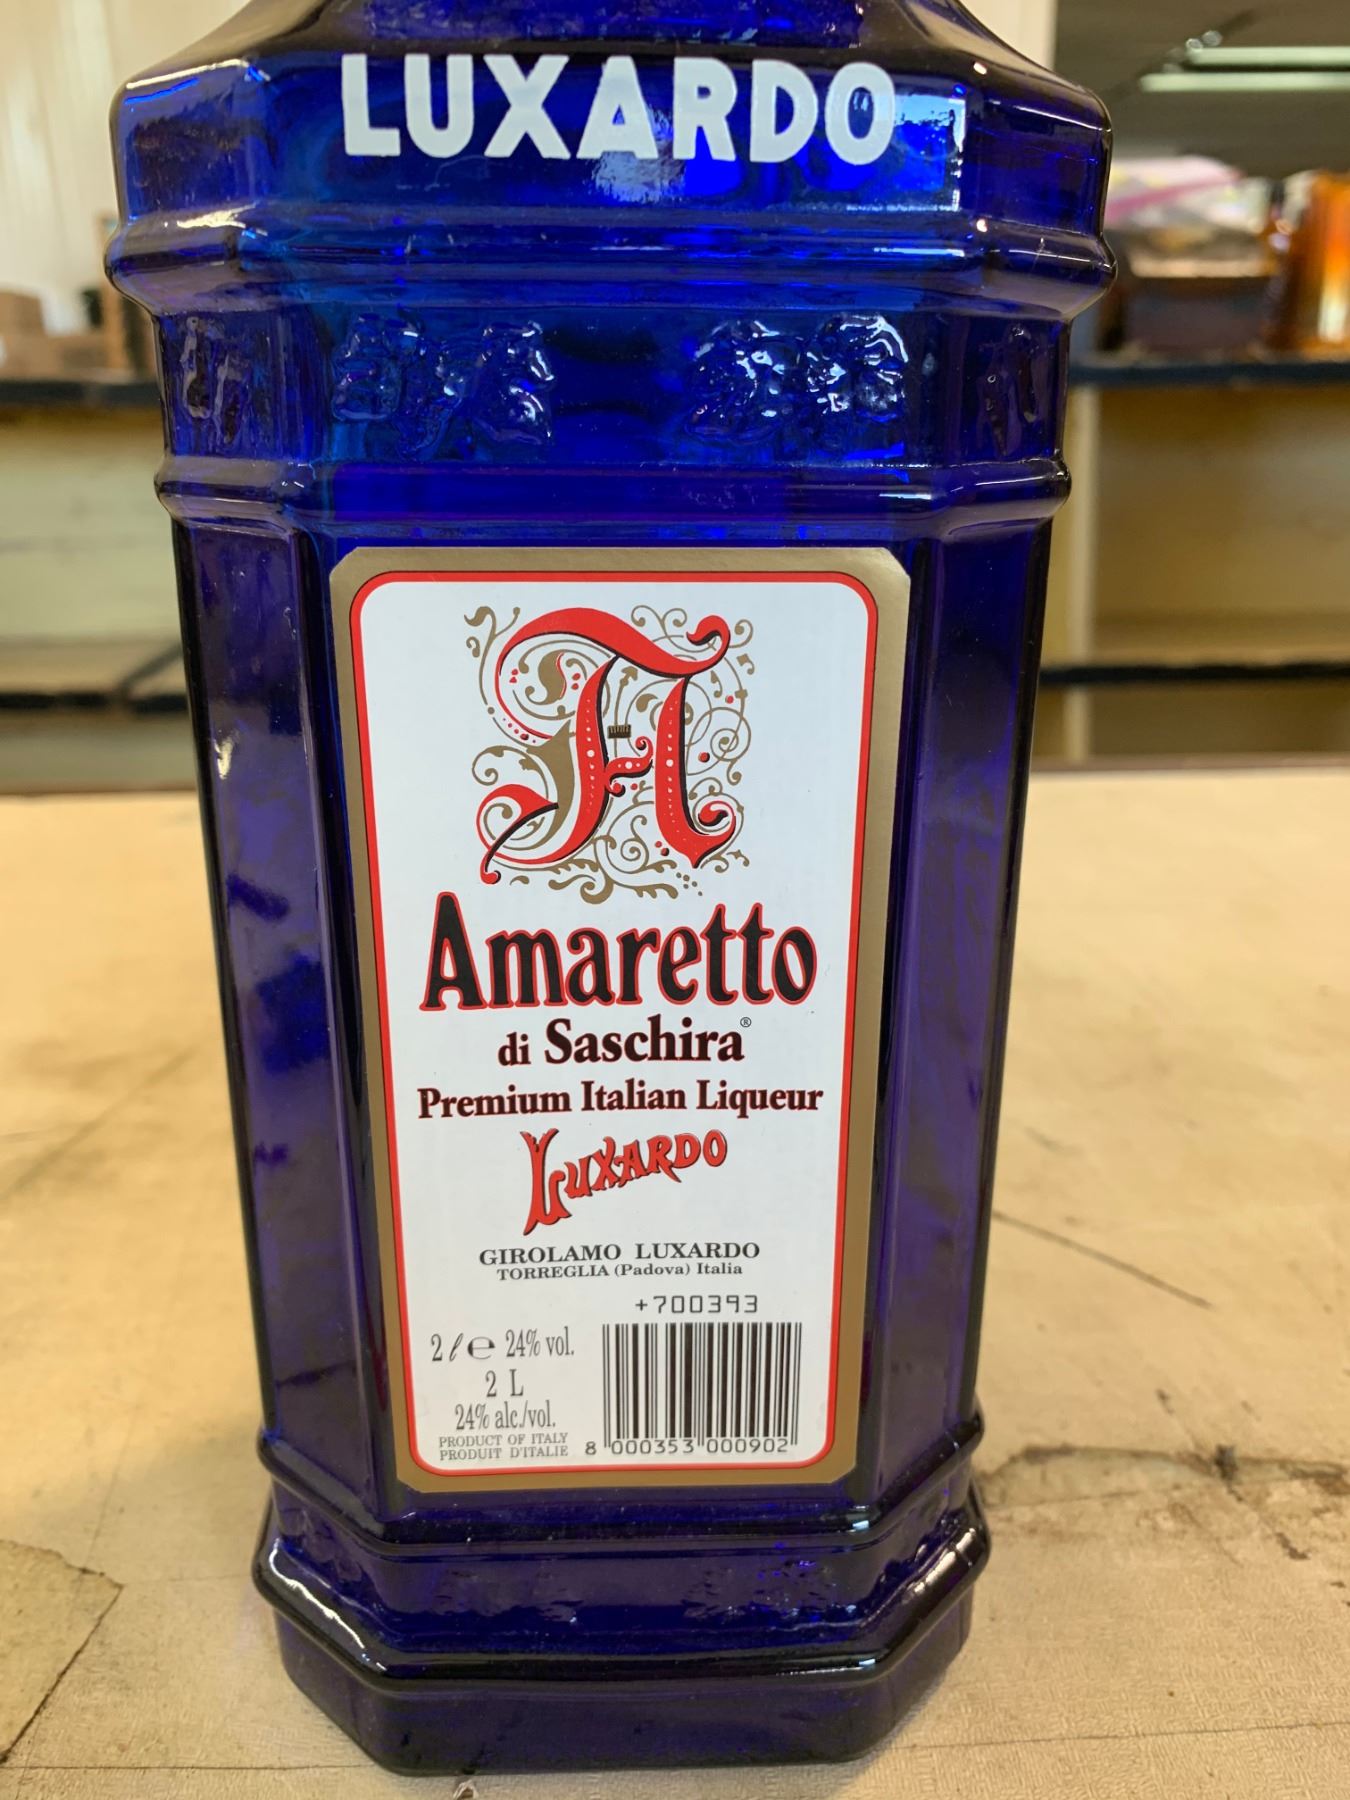 LUXARDO
A
Amaretto
di Saschira®
Premium Italian Liqueur
LUXARDO
GIROLAMO LUXARDO
TORREGLIA (Padova) Italia
+700393
2 ℓ ℮ 24% vol.
2 L
24% alc./vol.
PRODUCT OF ITALY
PRODUIT D'ITALIE
8 000353 000902